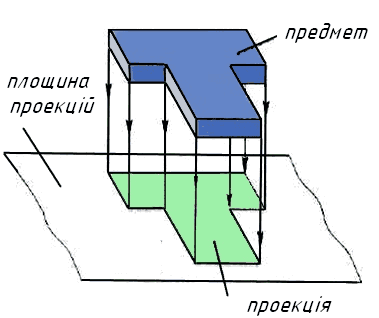 предмет
площина
проекцій
проекція